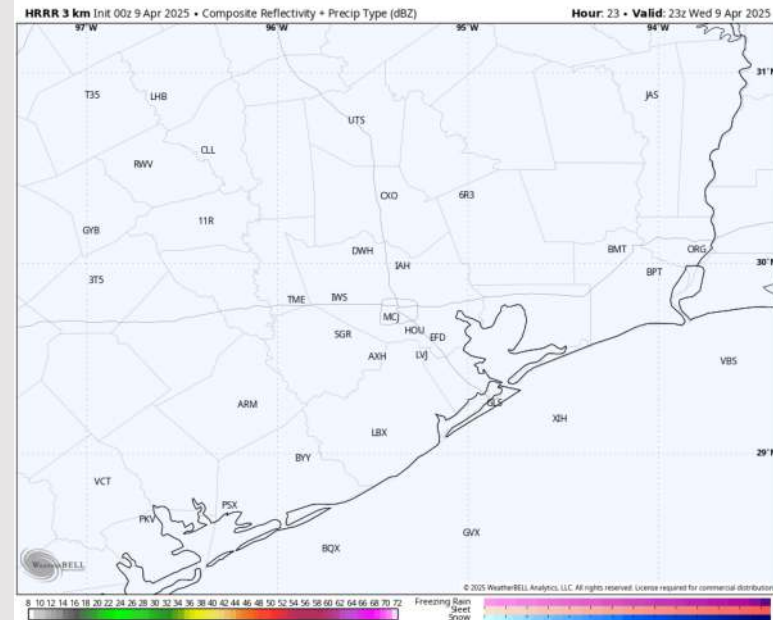 HRRR 3 km Init 00z 9 Apr 2025 • Composite Reflectivity + Precip Type (dBZ) Hour: 23 • Valid: 23z Wed 9 Apr 2025
97°W 96°W 95°W 94°W
31°N
T35 LHB JAS
UTS
CLL
RWV
CXO 6R3
11R
GYB
DWH BMT ORG
IAH 30°N
3T5 BPT
TME IWS
MCJ
SGR HOU EFD
AXH LVJ VBS
ARM GLS
XIH
LBX
29°N
BYY
VCT
PSX
PKV
GVX
BQX
WeatherBELL
© 2025 WeatherBELL Analytics, LLC. All rights reserved. License required for commercial distribution
8 10 12 14 16 18 20 22 24 26 28 30 32 34 36 38 40 42 44 46 48 50 52 54 56 58 60 62 64 66 68 70 72
Freezing Rain
Sleet
Snow